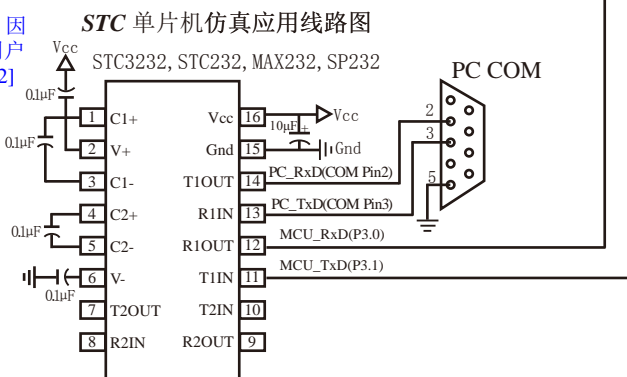 因
STC 单片机仿真应用线路图
户
2]
Vcc
STC3232, STC232, MAX232, SP232
PC COM
0.1μF
1 C1+ Vcc 16
Vcc
10μF +
2
0.1μF
2 V+ Gnd 15
Gnd
3
3 C1- T1OUT 14
PC_RxD(COM Pin2)
5
4 C2+ R1IN 13
PC_TxD(COM Pin3)
0.1μF
5 C2- R1OUT 12
MCU_RxD(P3.0)
6 V- T1IN 11
MCU_TxD(P3.1)
0.1μF
7 T2OUT T2IN 10
8 R2IN R2OUT 9